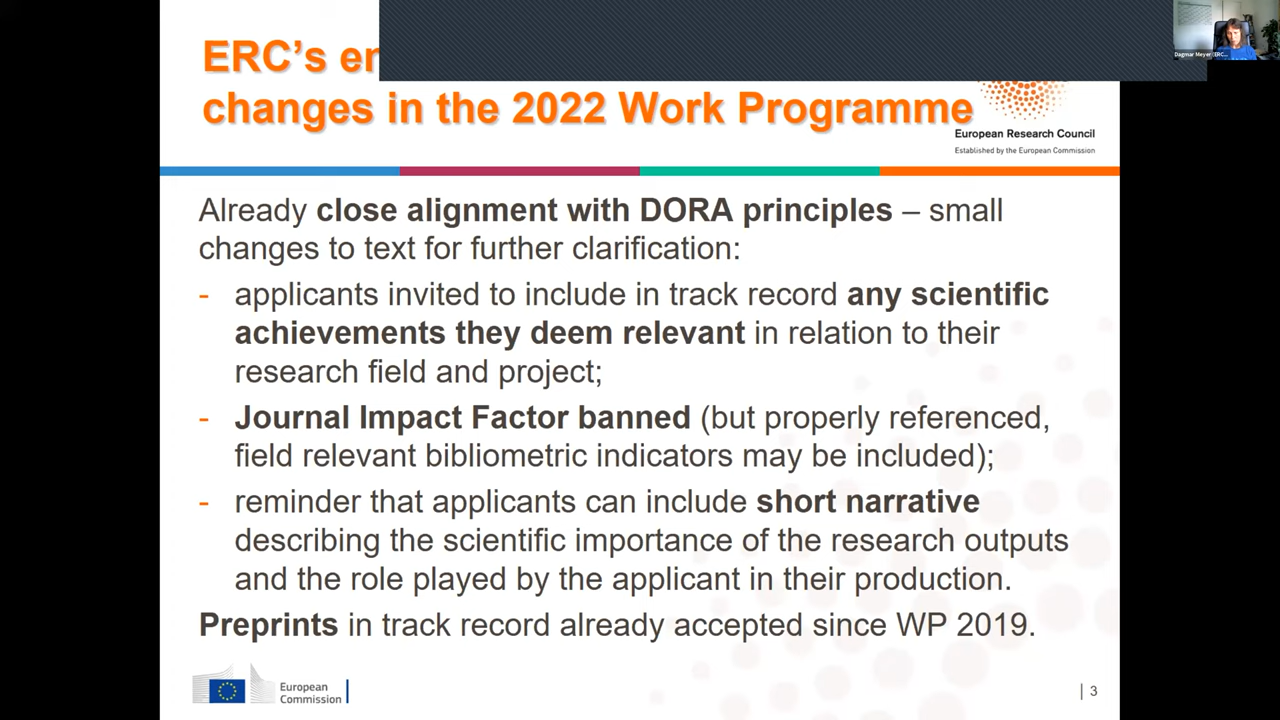 ERC's en
changes in the 2022 Work Programme
Dagmar Meyer (ERC...
European Research Council
Established by the European Commission
Already close alignment with DORA principles – small
changes to text for further clarification:
- applicants invited to include in track record any scientific
achievements they deem relevant in relation to their
research field and project;
- Journal Impact Factor banned (but properly referenced,
field relevant bibliometric indicators may be included);
- reminder that applicants can include short narrative
describing the scientific importance of the research outputs
and the role played by the applicant in their production.
Preprints in track record already accepted since WP 2019.
European
Commission
| 3